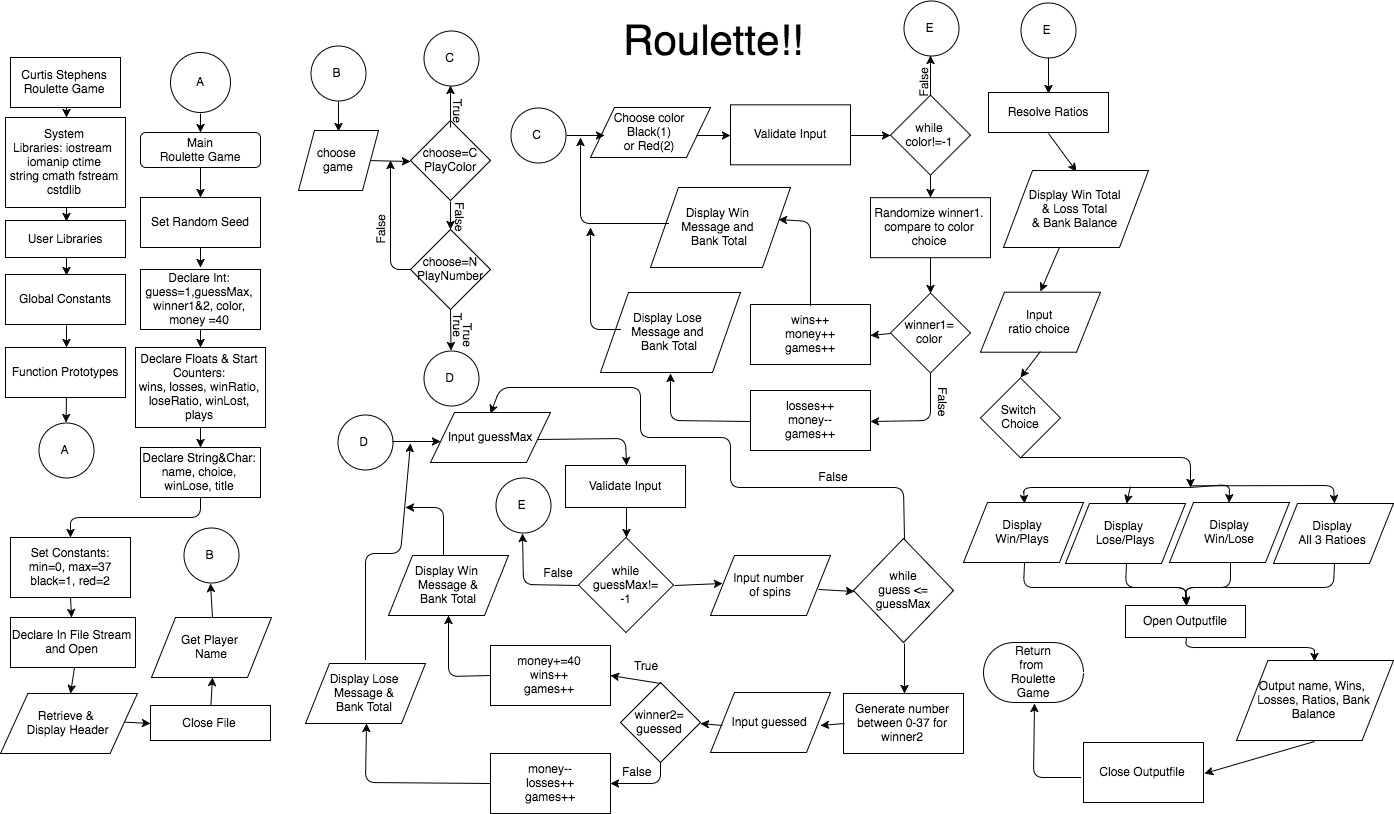 Roulette!!
Curtis Stephens
Roulette Game
System
Libraries: iostream
iomanip ctime
string cmath fstream
cstdlib
User Libraries
Global Constants
Function Prototypes
A
A
Main
Roulette Game
Set Random Seed
Declare Int:
guess=1,guessMax,
winner1&2, color,
money =40
Declare Floats & Start
Counters:
wins, losses, winRatio,
loseRatio, winLost,
plays
Declare String&Char:
name, choice,
winLose, title
Set Constants:
min=0, max=37
black=1, red=2
Declare In File Stream
and Open
Retrieve &
Display Header
Close File
Get Player
Name
B
B
choose
game
choose=C
PlayColor
True
C
False
choose=N
PlayNumber
False
True
True
D
C
Choose color
Black(1)
or Red(2)
Validate Input
while
color!=-1
False
E
Randomize winner1.
compare to color
choice
winner1=
color
wins++
money++
games++
Display Win
Message and
Bank Total
False
losses++
money--
games++
Display Lose
Message and
Bank Total
D
Input guessMax
Validate Input
while
guessMax!=
-1
False
E
Input number
of spins
while
guess <=
guessMax
False
Generate number
between 0-37 for
winner2
Input guessed
winner2=
guessed
True
money+=40
wins++
games++
Display Win
Message &
Bank Total
False
money--
losses++
games++
Display Lose
Message &
Bank Total
E
Resolve Ratios
Display Win Total
& Loss Total
& Bank Balance
Input
ratio choice
Switch
Choice
Display
Win/Plays
Display
Lose/Plays
Display
Win/Lose
Display
All 3 Ratioes
Open Outputfile
Output name, Wins,
Losses, Ratios, Bank
Balance
Close Outputfile
Return
from
Roulette
Game